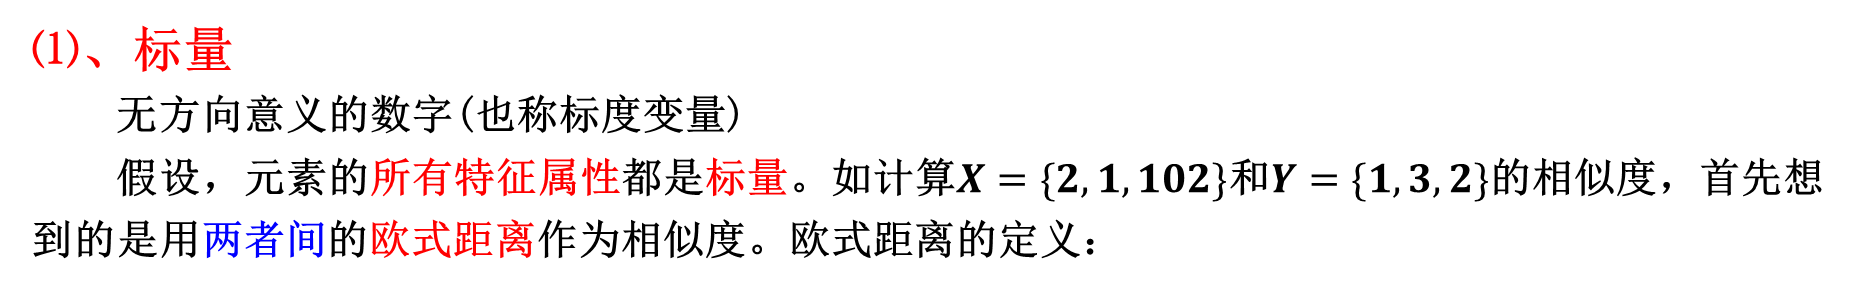 (1)、标量
无方向意义的数字(也称标度变量)
假设，元素的所有特征属性都是标量。如计算X = {2, 1, 102}和Y = {1, 3, 2}的相似度，首先想
到的是用两者间的欧式距离作为相似度。欧式距离的定义：